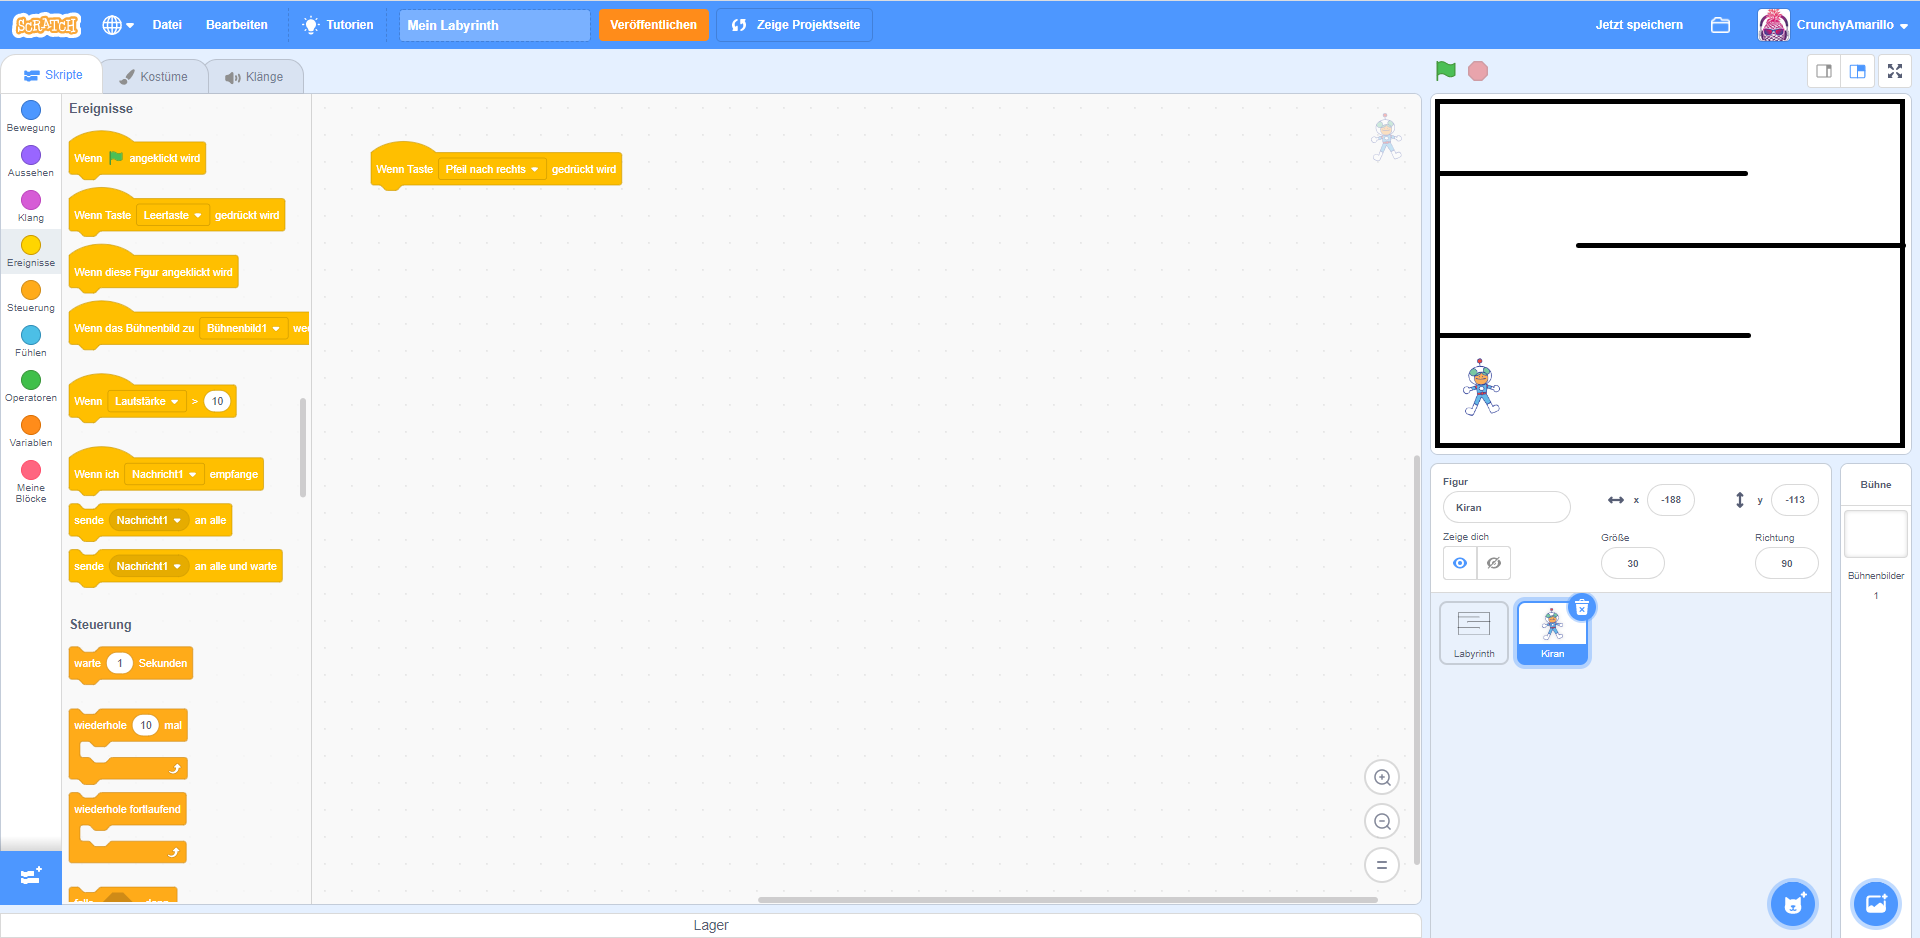 SCRATCH
Datei
Bearbeiten
Tutorien
Mein Labyrinth
Veröffentlichen
Zeige Projektseite
Jetzt speichern
CrunchyAmarillo
Skripte
Kostüme
Klänge
Bewegung
Aussehen
Klang
Ereignisse
Steuerung
Fühlen
Operatoren
Variablen
Meine
Blöcke
Ereignisse
Wenn angeklickt wird
Wenn Taste Leertaste gedrückt wird
Wenn diese Figur angeklickt wird
Wenn das Bühnenbild zu Bühnenbild1
Wenn Lautstärke > 10
Wenn ich Nachricht1 empfange
sende Nachricht1 an alle
sende Nachricht1 an alle und warte
Steuerung
warte 1 Sekunden
wiederhole 10 mal
wiederhole fortlaufend
Wenn Taste Pfeil nach rechts gedrückt wird
Lager
Figur
Kiran
x -188
y -113
Zeige dich
Größe
30
Richtung
90
Labyrinth
Kiran
Bühne
Bühnenbilder
1